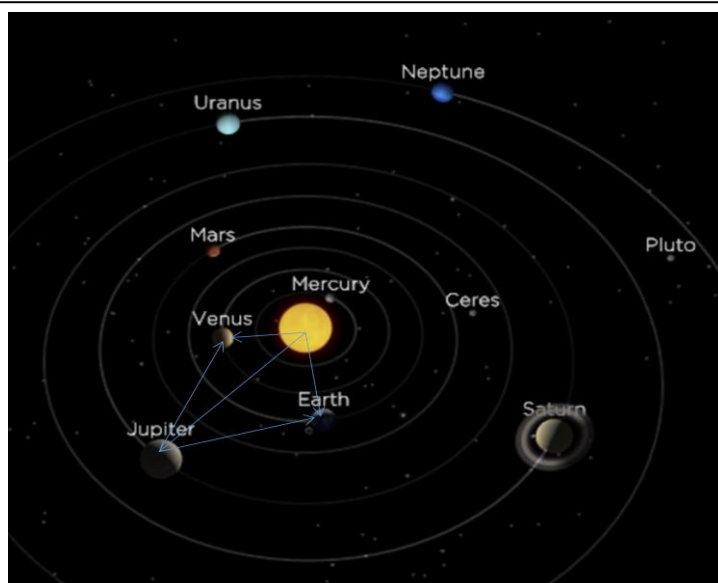 Neptune
Uranus
Mars
Pluto
Mercury
Ceres
Venus
Earth
Saturn
Jupiter